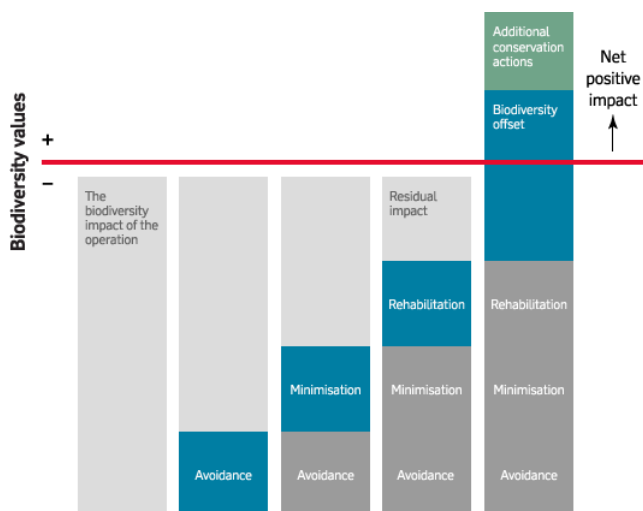 Additional
conservation
actions
Net
positive
impact
Biodiversity
offset
Biodiversity values
+
−
The
biodiversity
impact of the
operation
Residual
impact
Rehabilitation
Rehabilitation
Minimisation
Minimisation
Minimisation
Avoidance
Avoidance
Avoidance
Avoidance